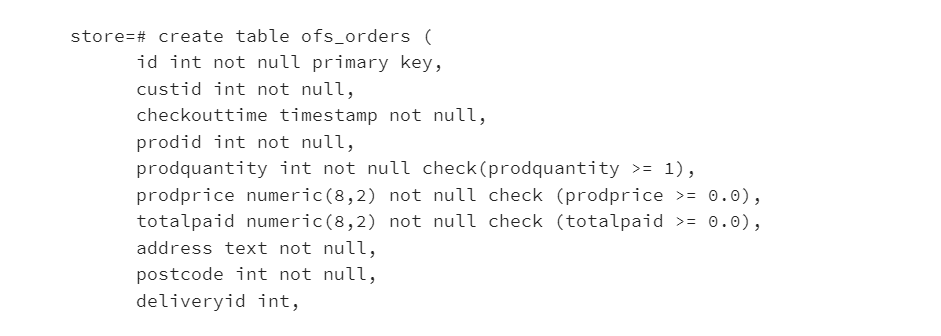 store=# create table ofs_orders (
id int not null primary key,
custid int not null,
checkouttime timestamp not null,
prodid int not null,
prodquantity int not null check(prodquantity >= 1),
prodprice numeric(8,2) not null check (prodprice >= 0.0),
totalpaid numeric(8,2) not null check (totalpaid >= 0.0),
address text not null,
postcode int not null,
deliveryid int,